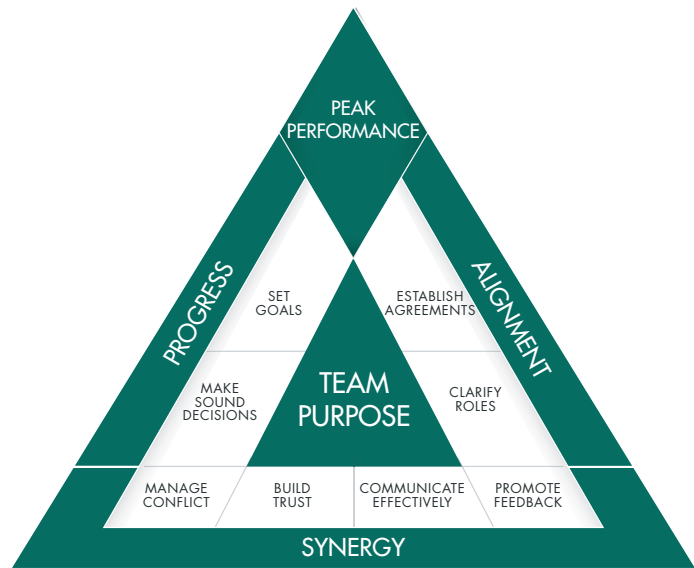 PEAK
PERFORMANCE
PROGRESS
ALIGNMENT
SET
GOALS
ESTABLISH
AGREEMENTS
MAKE
SOUND
DECISIONS
TEAM
PURPOSE
CLARIFY
ROLES
MANAGE
CONFLICT
BUILD
TRUST
COMMUNICATE
EFFECTIVELY
PROMOTE
FEEDBACK
SYNERGY